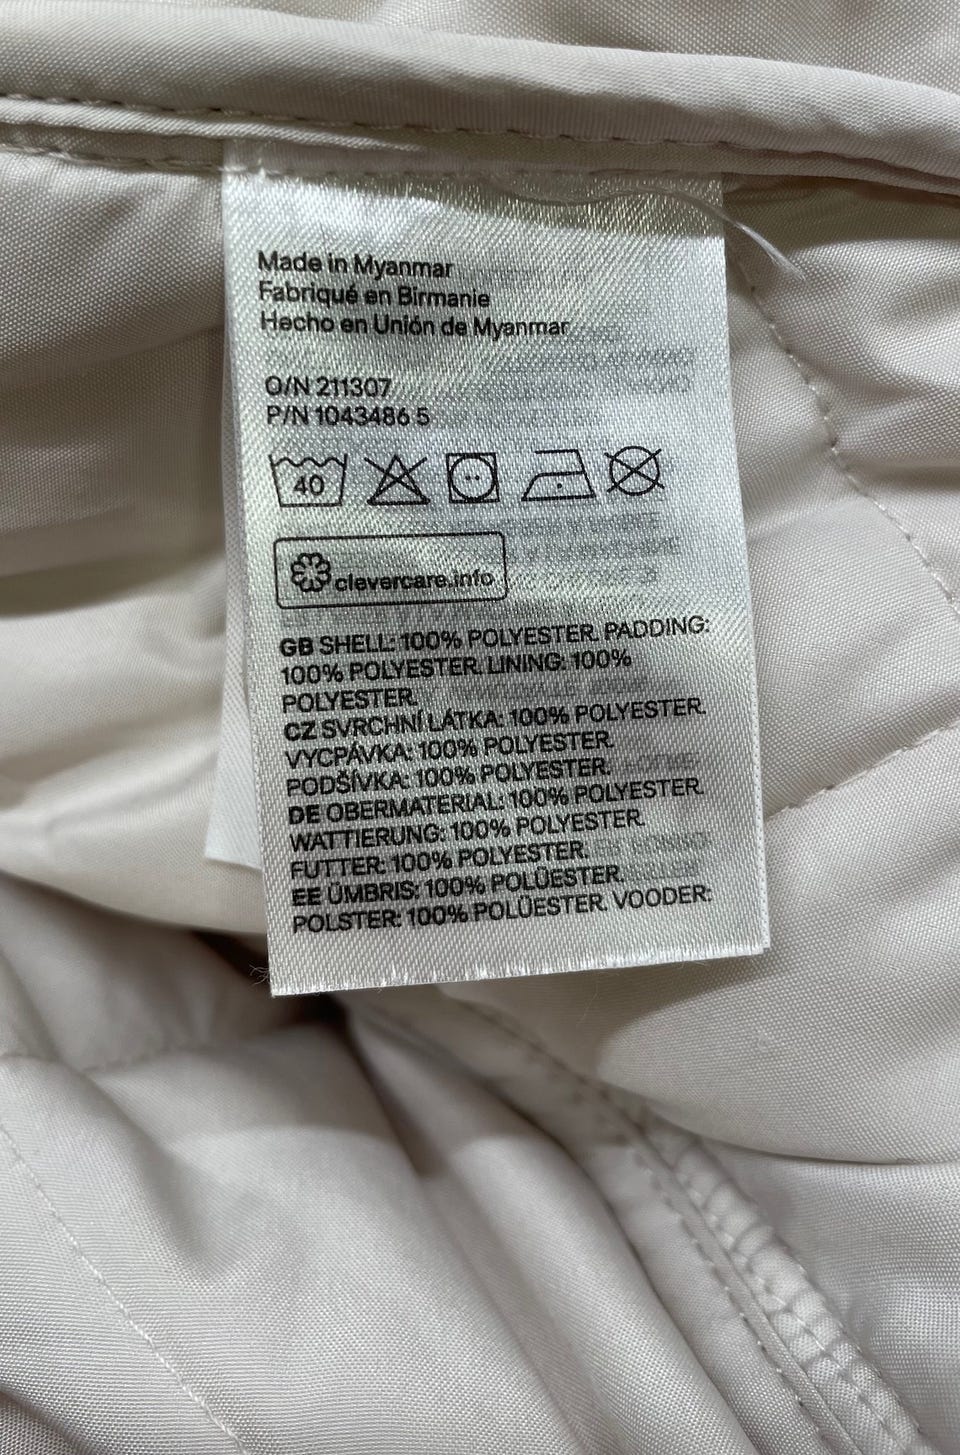 Made in Myanmar
Fabriqué en Birmanie
Hecho en Unión de Myanmar
O/N 211307
P/N 1043486 5
40
clevercare.info
GB SHELL: 100% POLYESTER. PADDING:
100% POLYESTER. LINING: 100%
POLYESTER.
CZ SVRCHNÍ LÁTKA: 100% POLYESTER.
VYCPÁVKA: 100% POLYESTER.
PODŠÍVKA: 100% POLYESTER.
DE OBERMATERIAL: 100% POLYESTER.
WATTIERUNG: 100% POLYESTER.
FUTTER: 100% POLYESTER.
EE ÜMBRIS: 100% POLÜESTER.
POLSTER: 100% POLÜESTER. VOODER: